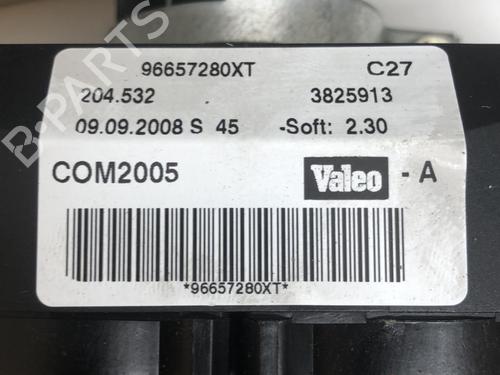 96657280XT C27
204.532 3825913
09.09.2008 S 45 -Soft: 2.30
COM2005 Valeo - A
*96657280XT*
B-PARTS